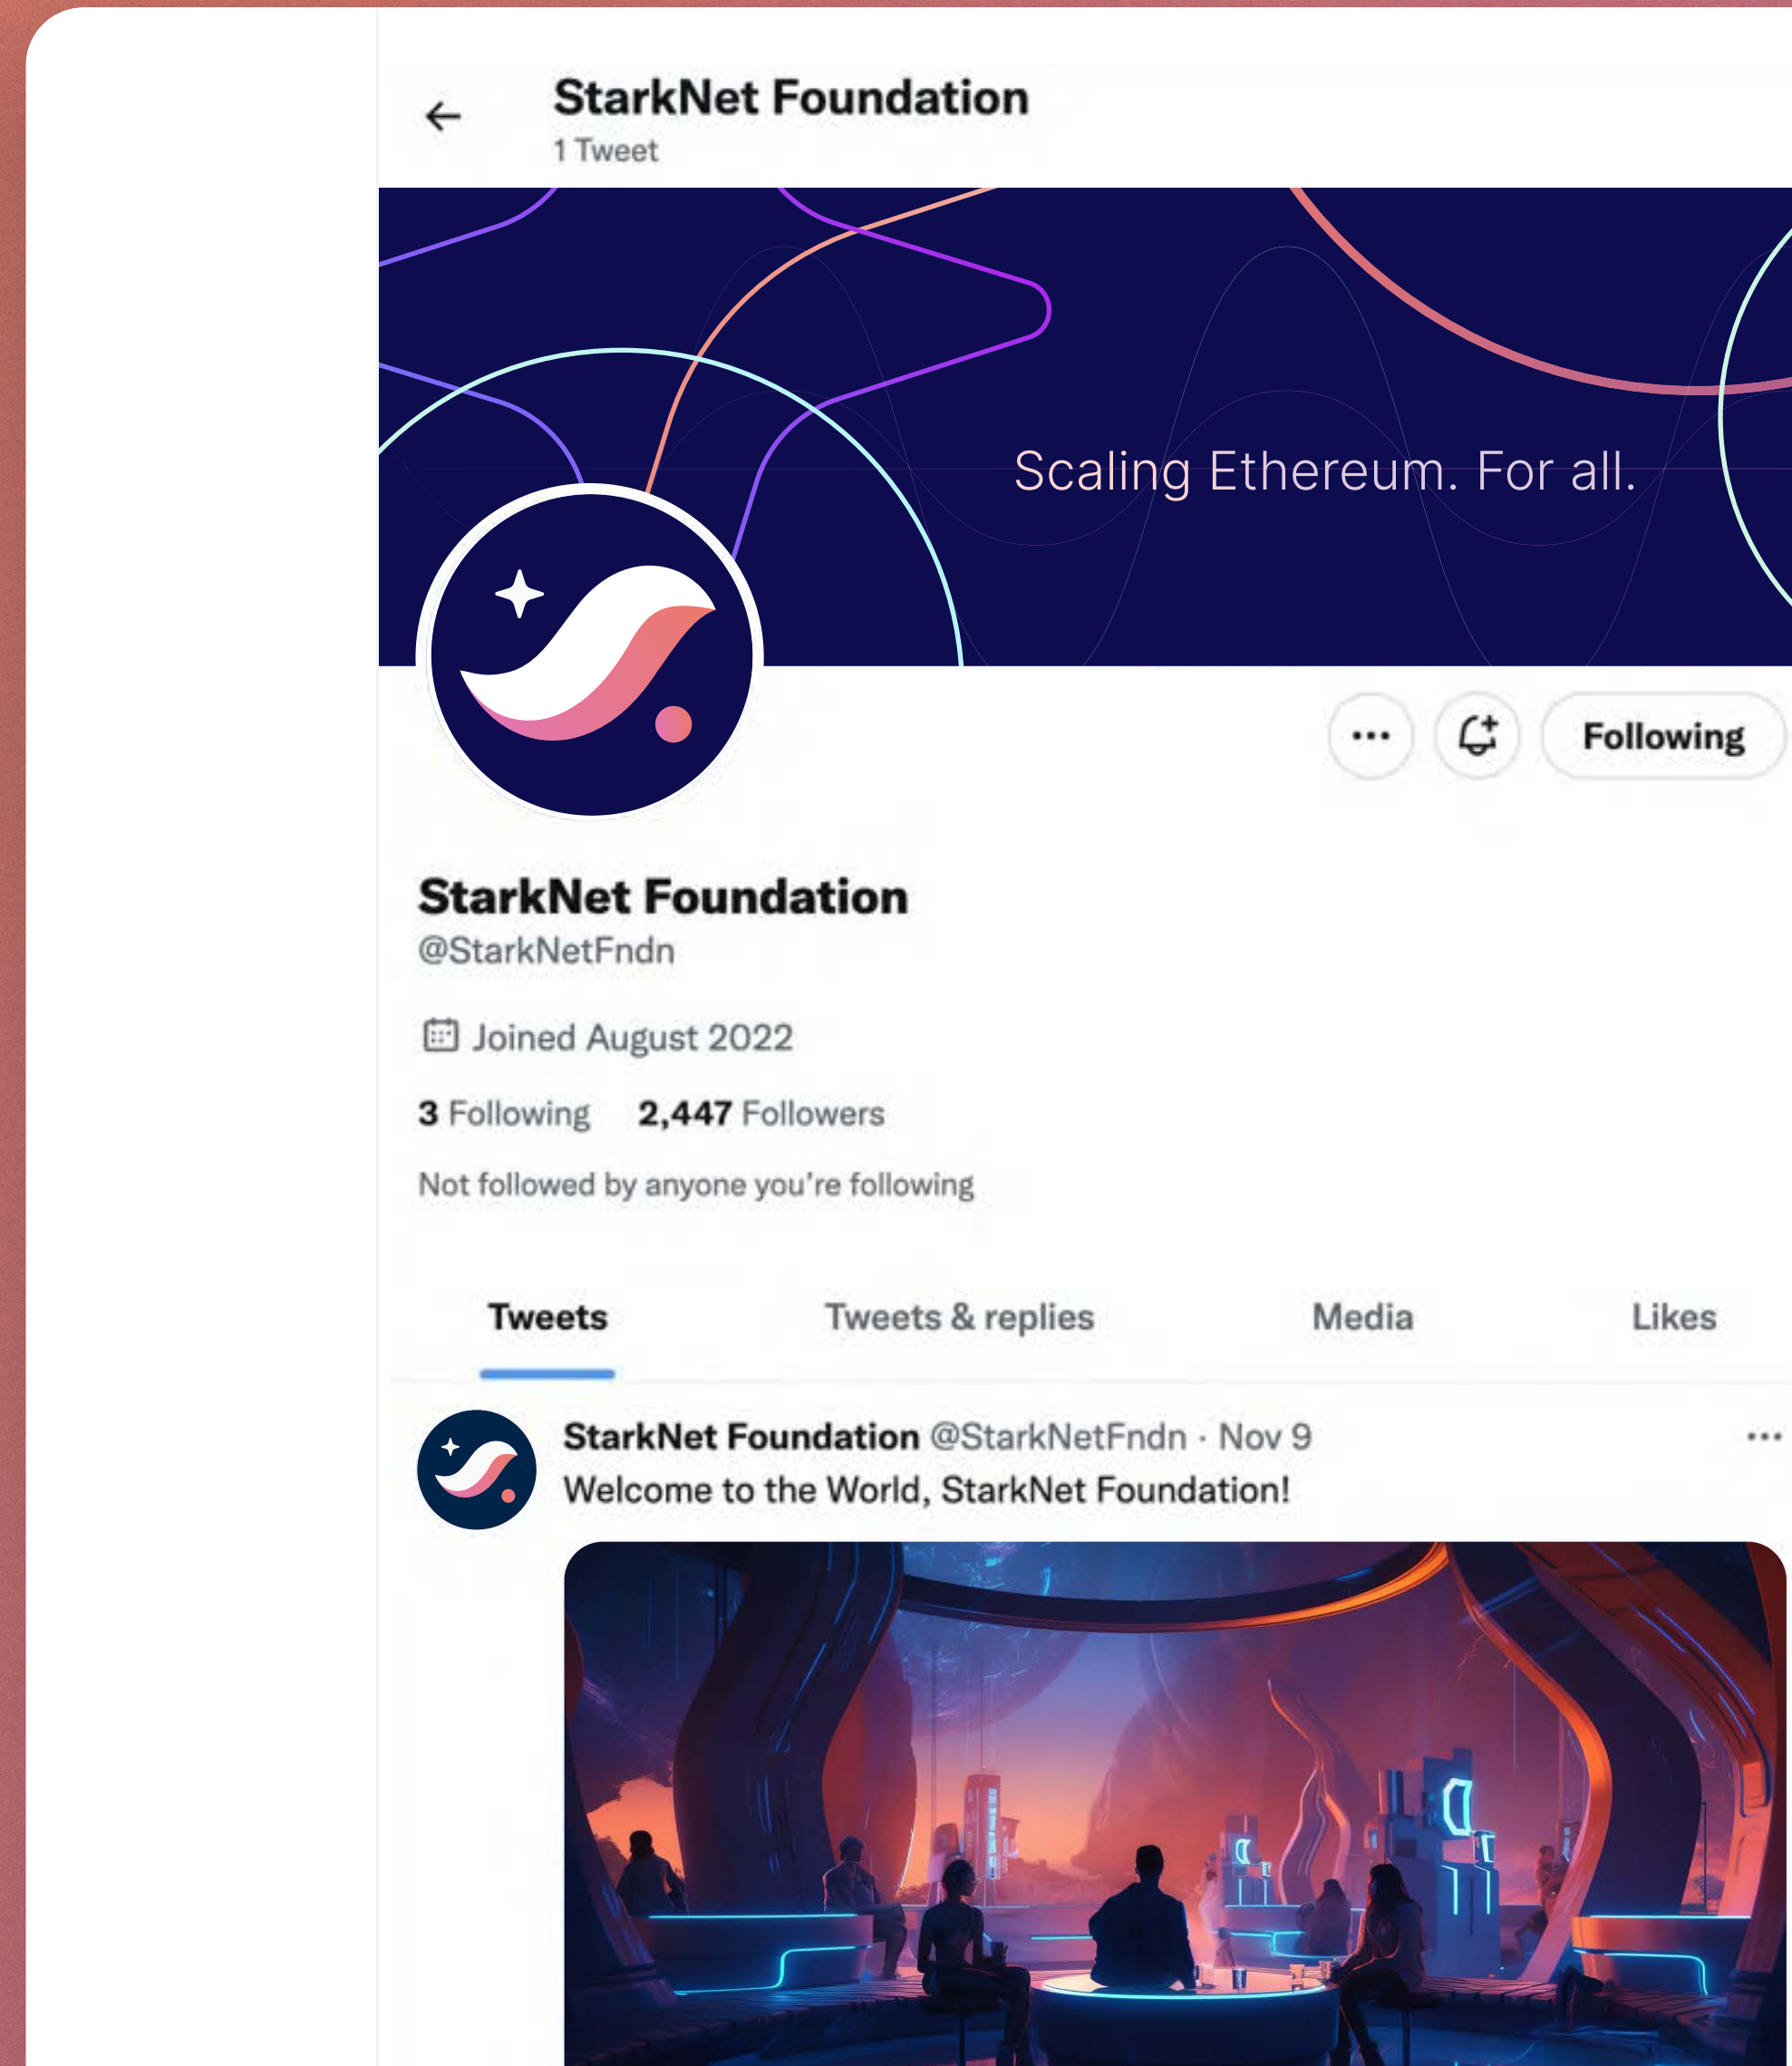 StarkNet Foundation
1 Tweet
Scaling Ethereum. For all.
Following
StarkNet Foundation
@StarkNetFndn
Joined August 2022
3 Following 2,447 Followers
Not followed by anyone you're following
Tweets Tweets & replies Media Likes
StarkNet Foundation @StarkNetFndn · Nov 9
Welcome to the World, StarkNet Foundation!